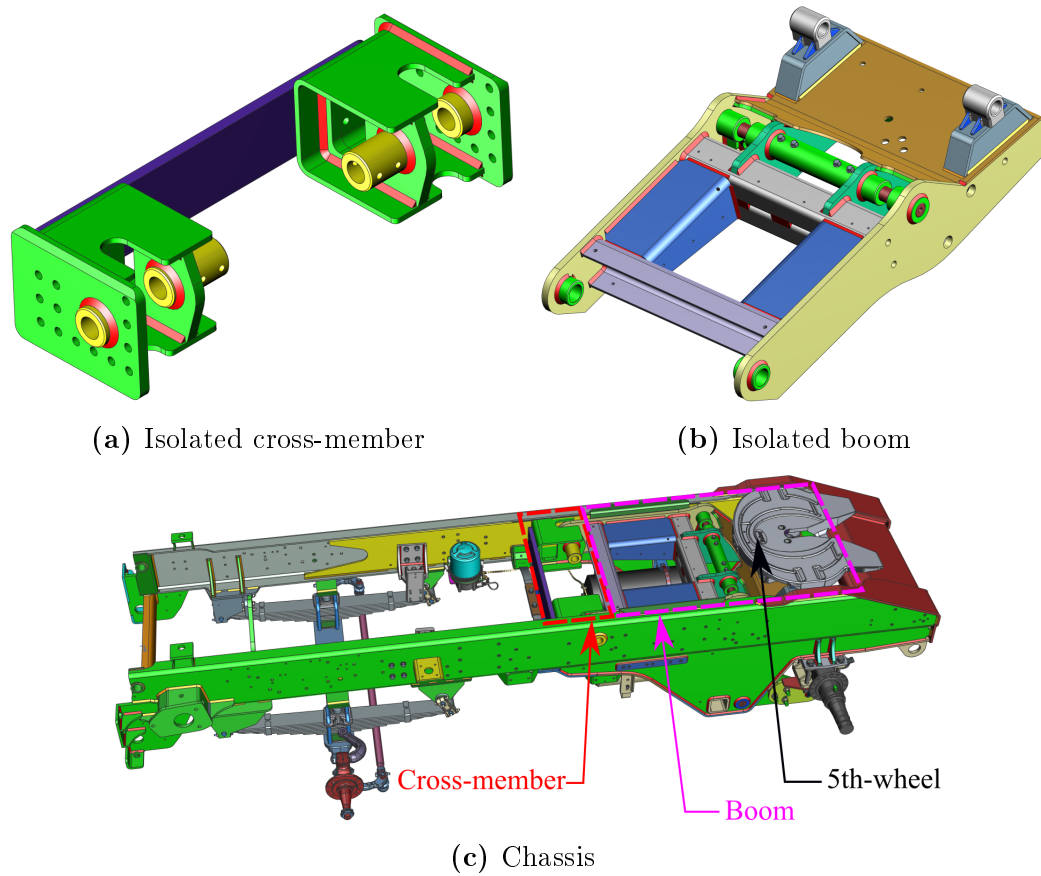 (a) Isolated cross-member
(b) Isolated boom
Cross-member
5th-wheel
Boom
(c) Chassis